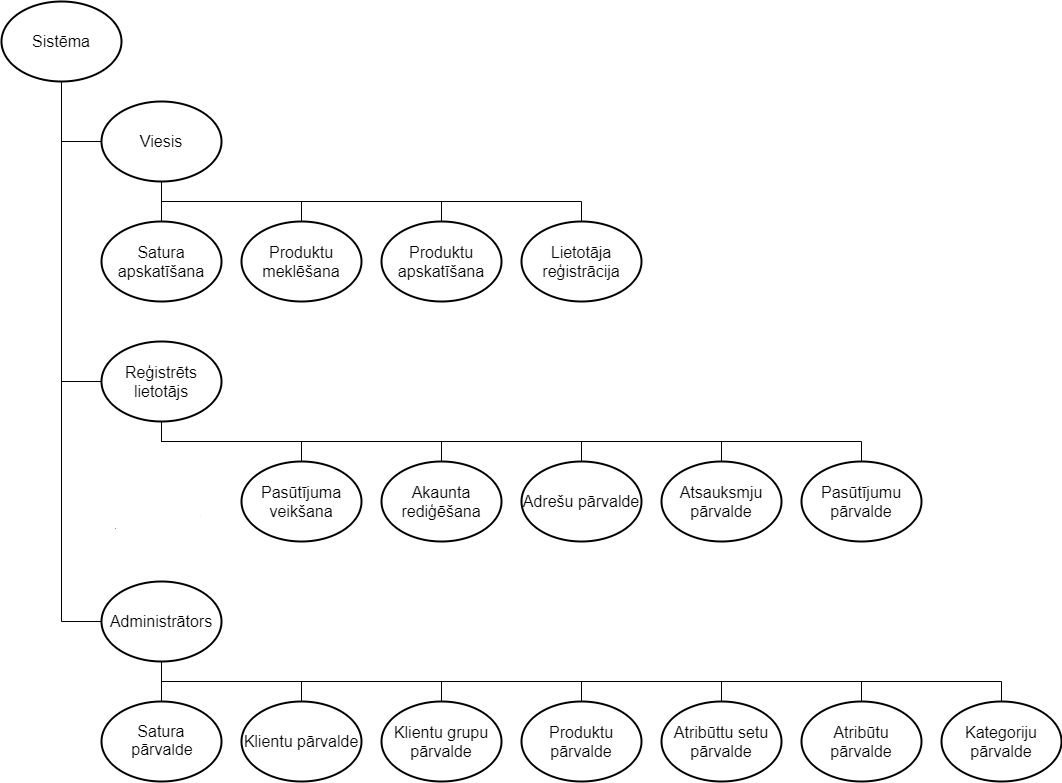 Sistēma
Viesis
Satura
apskatīšana
Produktu
meklēšana
Produktu
apskatīšana
Lietotāja
reģistrācija
Reģistrēts
lietotājs
Pasūtījuma
veikšana
Akaunta
rediģēšana
Adrešu pārvalde
Atsauksmju
pārvalde
Pasūtījumu
pārvalde
Administrātors
Satura
pārvalde
Klientu pārvalde
Klientu grupu
pārvalde
Produktu
pārvalde
Atribūttu setu
pārvalde
Atribūtu
pārvalde
Kategoriju
pārvalde